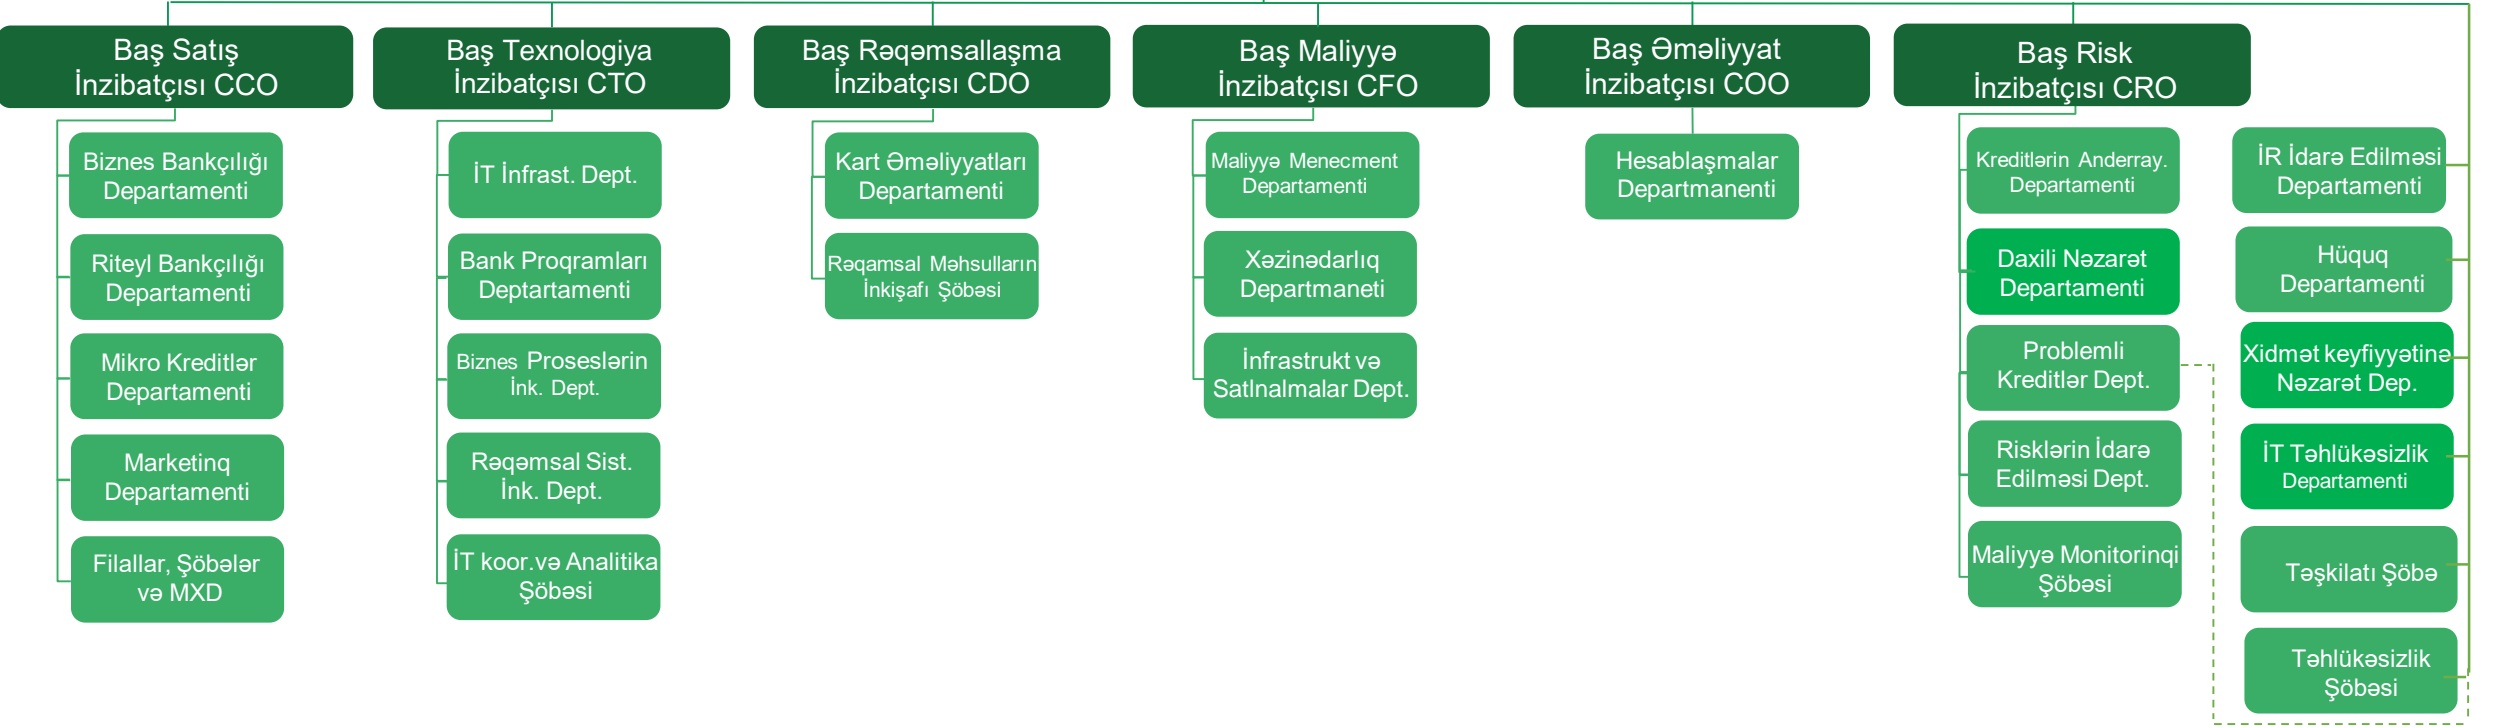 Baş Satış
İnzibatçısı CCO
Biznes Bankçılığı
Departamenti
Riteyl Bankçılığı
Departamenti
Mikro Kreditlər
Departamenti
Marketinq
Departamenti
Filallar, Şöbələr
və MXD
Baş Texnologiya
İnzibatçısı CTO
İT İnfrast. Dept.
Bank Proqramları
Deptartamenti
Biznes Proseslərin
İnk. Dept.
Rəqəmsal Sist.
İnk. Dept.
İT koor.və Analitika
Şöbəsi
Baş Rəqəmsallaşma
İnzibatçısı CDO
Kart Əməliyyatları
Departamenti
Rəqamsal Məhsulların
İnkişafı Şöbəsi
Baş Maliyyə
İnzibatçısı CFO
Maliyyə Menecment
Departamenti
Xəzinədarlıq
Departmaneti
İnfrastrukt və
Satlnalmalar Dept.
Baş Əməliyyat
İnzibatçısı COO
Hesablaşmalar
Departmanenti
Baş Risk
İnzibatçısı CRO
Kreditlərin Anderray.
Departamenti
Daxili Nəzarət
Departamenti
Problemli
Kreditlər Dept.
Risklərin İdarə
Edilməsi Dept.
Maliyyə Monitorinqi
Şöbəsi
İR İdarə Edilməsi
Departamenti
Hüquq
Departamenti
Xidmət keyfiyyətinə
Nəzarət Dep.
İT Təhlükəsizlik
Departamenti
Təşkilatı Şöbə
Təhlükəsizlik
Şöbəsi